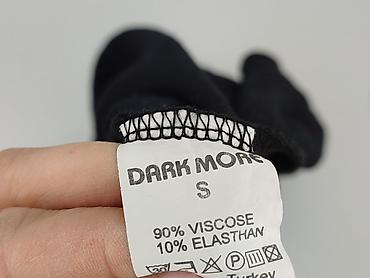 DARK MORE
S
90% VISCOSE
10% ELASTHAN
Turkey